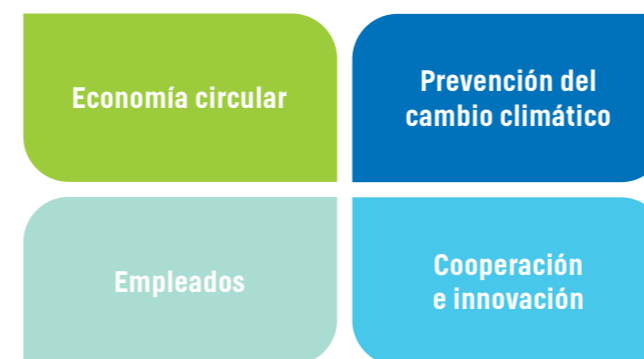 Economía circular
Prevención del
cambio climático
Empleados
Cooperación
e innovación